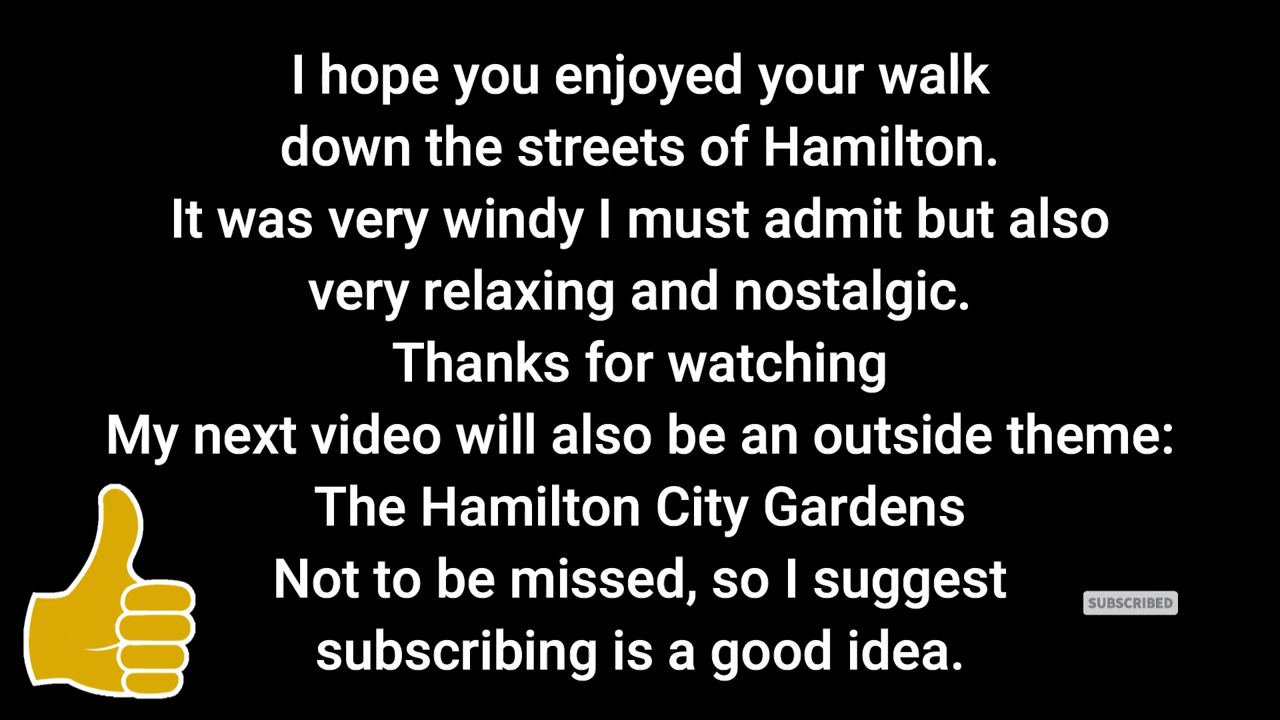 I hope you enjoyed your walk
down the streets of Hamilton.
It was very windy I must admit but also
very relaxing and nostalgic.
Thanks for watching
My next video will also be an outside theme:
The Hamilton City Gardens
Not to be missed, so I suggest
SUBSCRIBED
subscribing is a good idea.